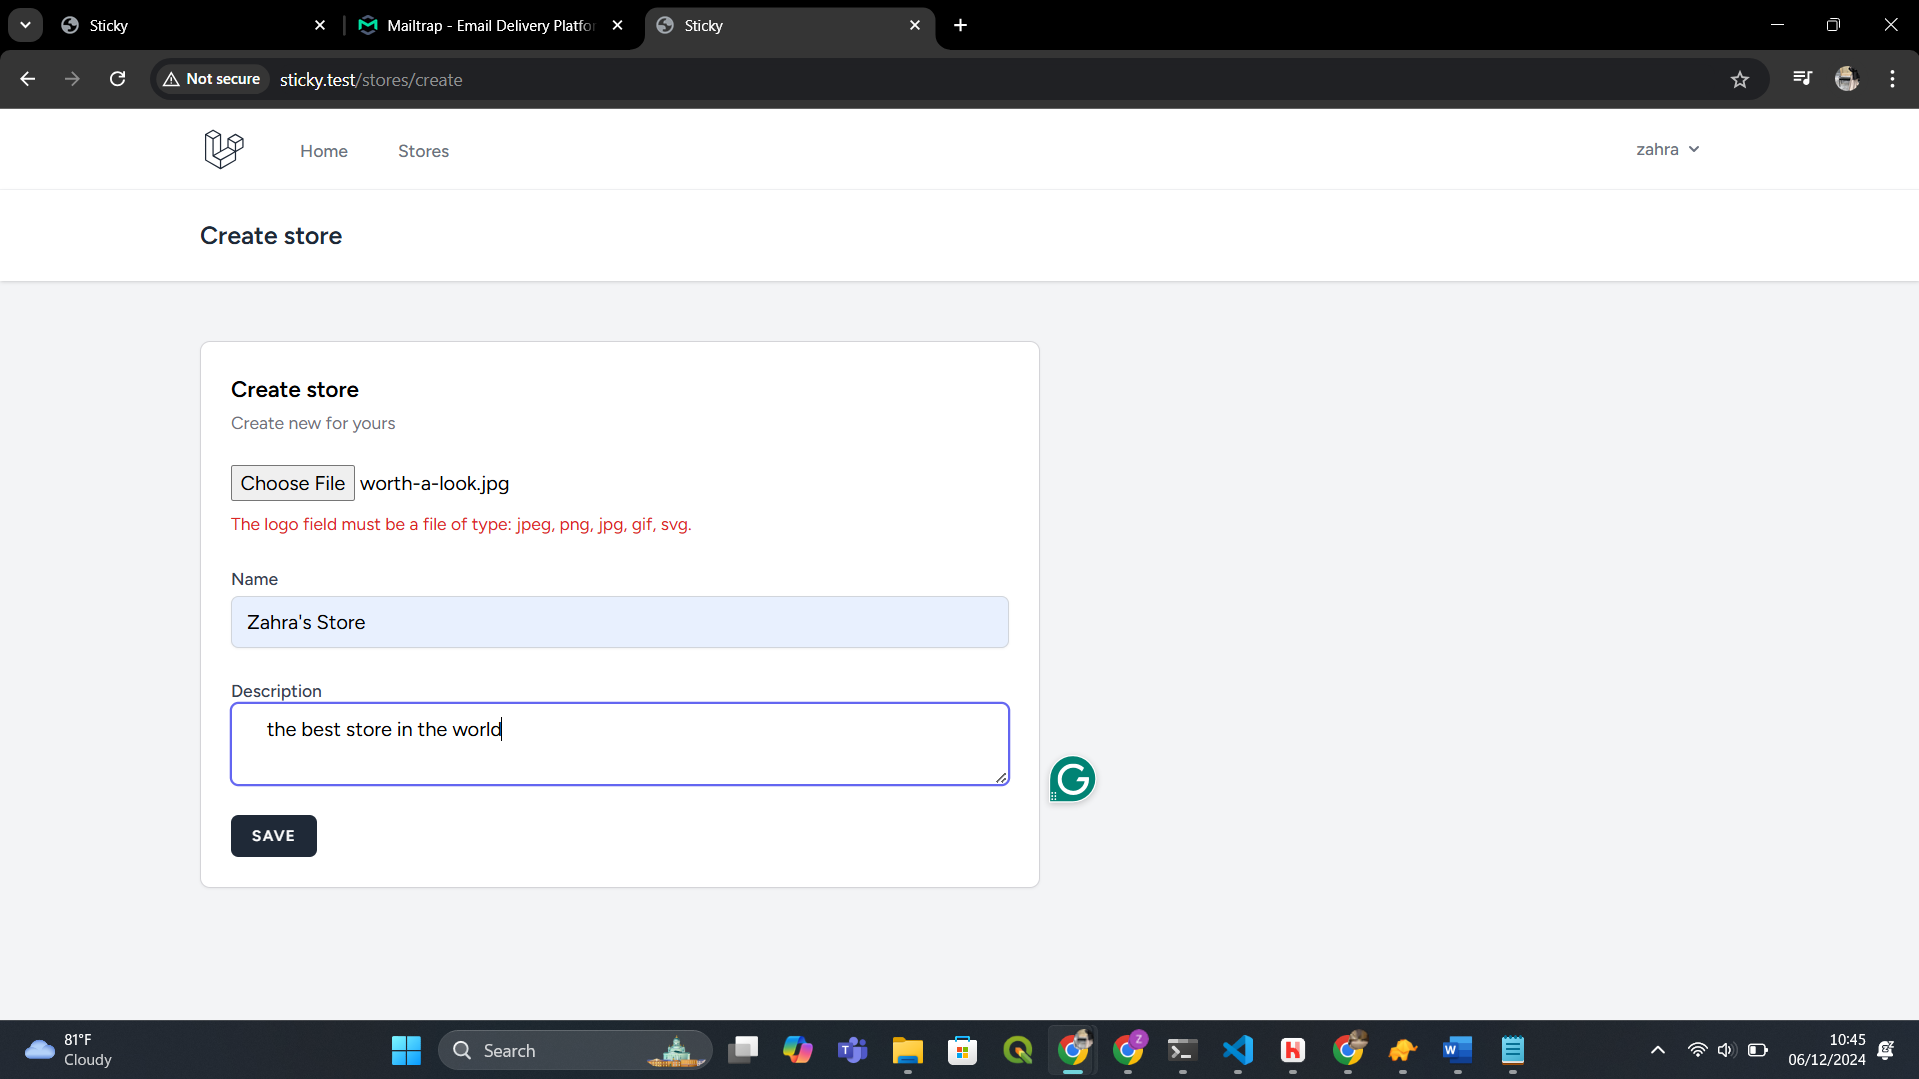 Sticky
Mailtrap - Email Delivery Platfo
Sticky
Not secure
sticky.test/stores/create
Home
Stores
zahra
Create store
Create store
Create new for yours
Choose File worth-a-look.jpg
The logo field must be a file of type: jpeg, png, jpg, gif, svg.
Name
Zahra's Store
Description
the best store in the world
SAVE
81°F
Cloudy
Search
10:45
06/12/2024